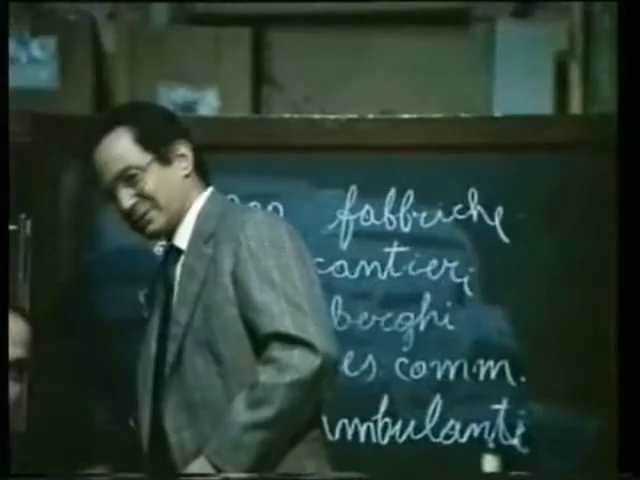 fabbriche
cantieri
berghi
es. comm.
mbulanti